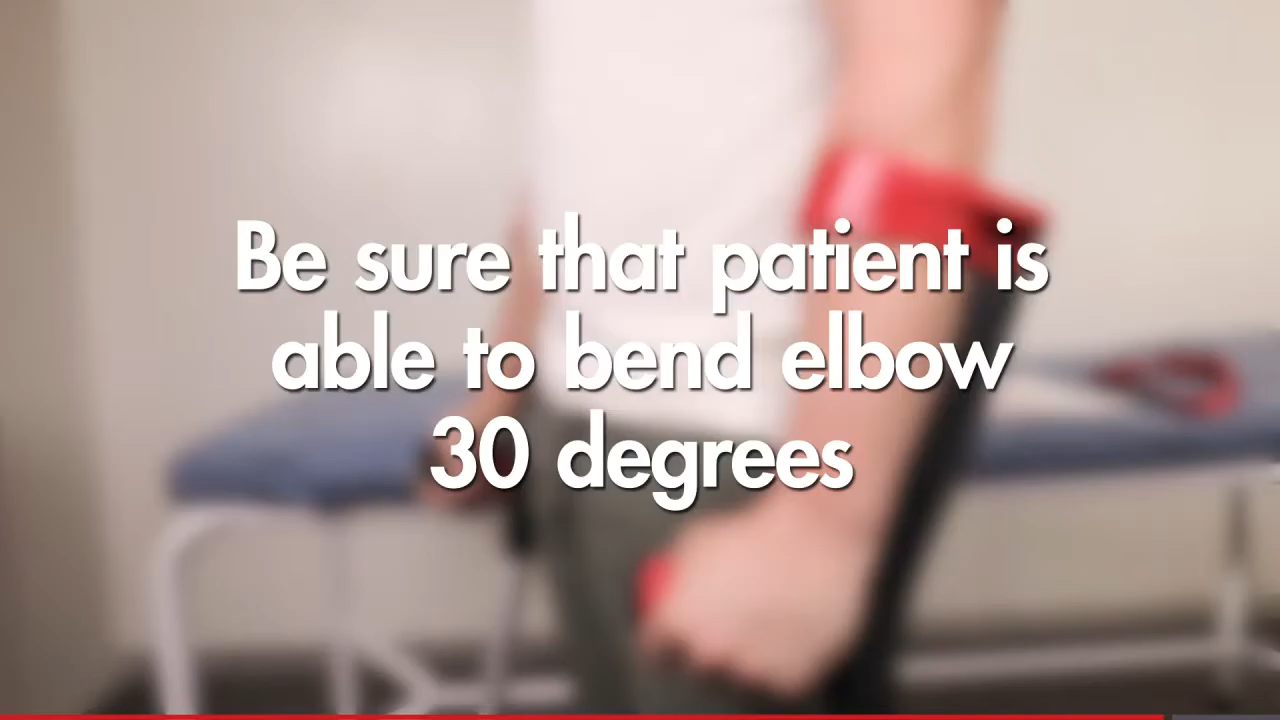 Be sure that patient is
able to bend elbow
30 degrees